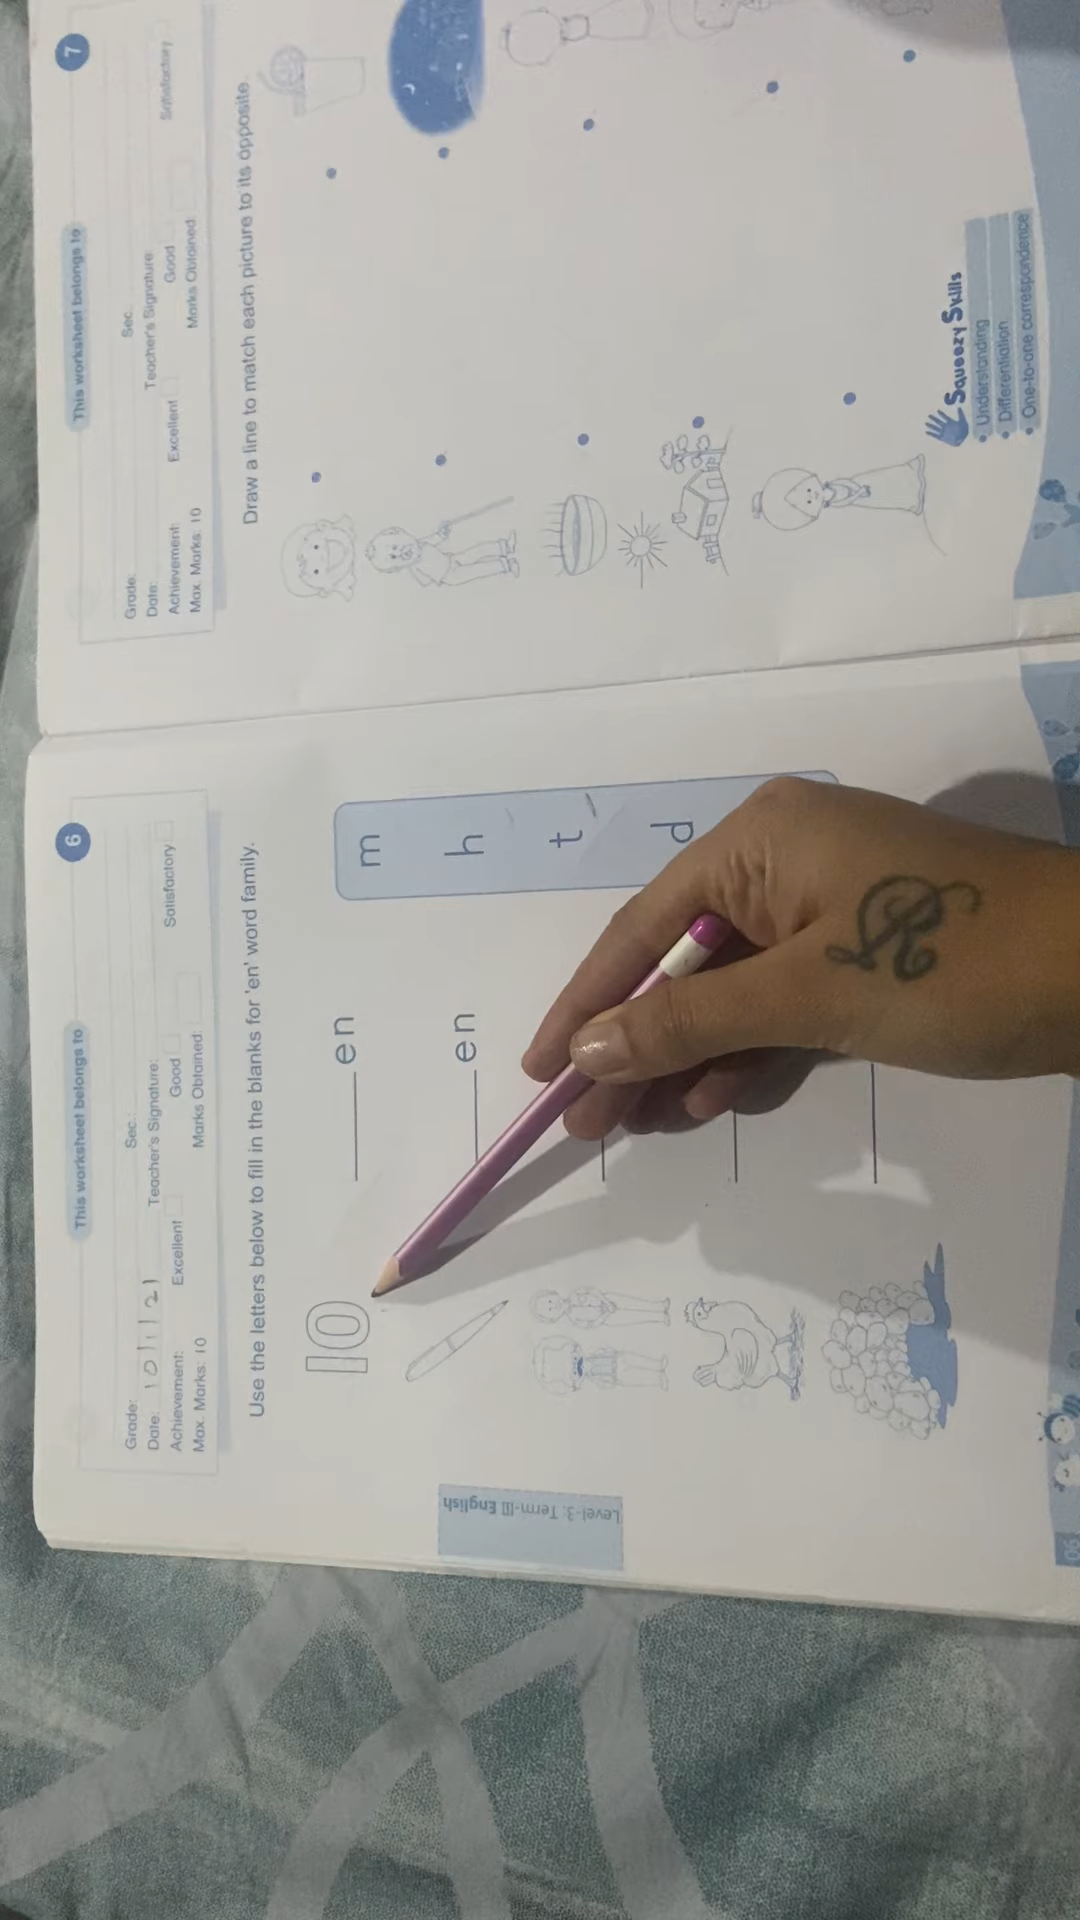 6
This worksheet belongs to
Grade: Sec.:
Date: 10/1/21 Teacher's Signature:
Achievement: Excellent Good Satisfactory
Max. Marks: 10 Marks Obtained:
Use the letters below to fill in the blanks for 'en' word family.
10 en
en
m
h
t
d
Level-3: Term-III English
7
This worksheet belongs to
Grade: Sec.
Date: Teacher's Signature:
Achievement: Excellent Good Satisfactory
Max. Marks: 10 Marks Obtained
Draw a line to match each picture to its opposite.
Squeezy Skills
• Understanding
• Differentiation
• One-to-one correspondence